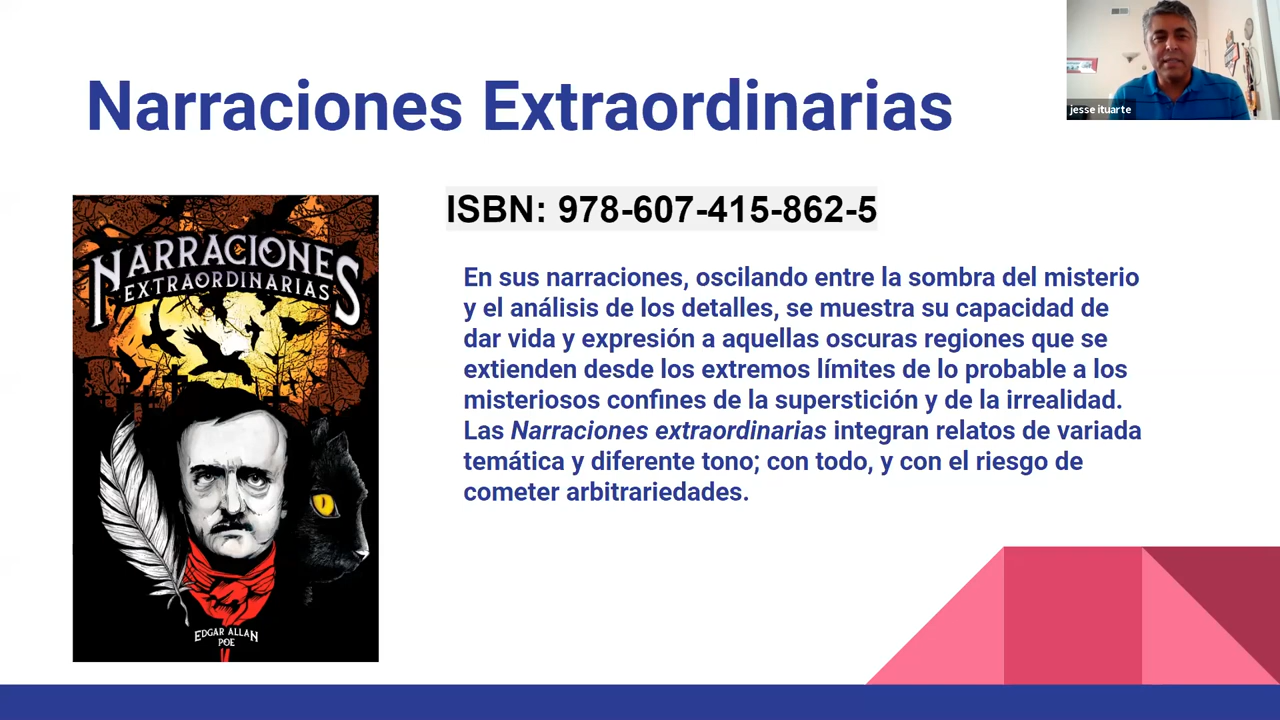 Narraciones Extraordinarias
jesse ituarte
ISBN: 978-607-415-862-5
NARRACIONES
EXTRAORDINARIAS
EDGAR ALLAN
POE
En sus narraciones, oscilando entre la sombra del misterio
y el análisis de los detalles, se muestra su capacidad de
dar vida y expresión a aquellas oscuras regiones que se
extienden desde los extremos límites de lo probable a los
misteriosos confines de la superstición y de la irrealidad.
Las Narraciones extraordinarias integran relatos de variada
temática y diferente tono; con todo, y con el riesgo de
cometer arbitrariedades.